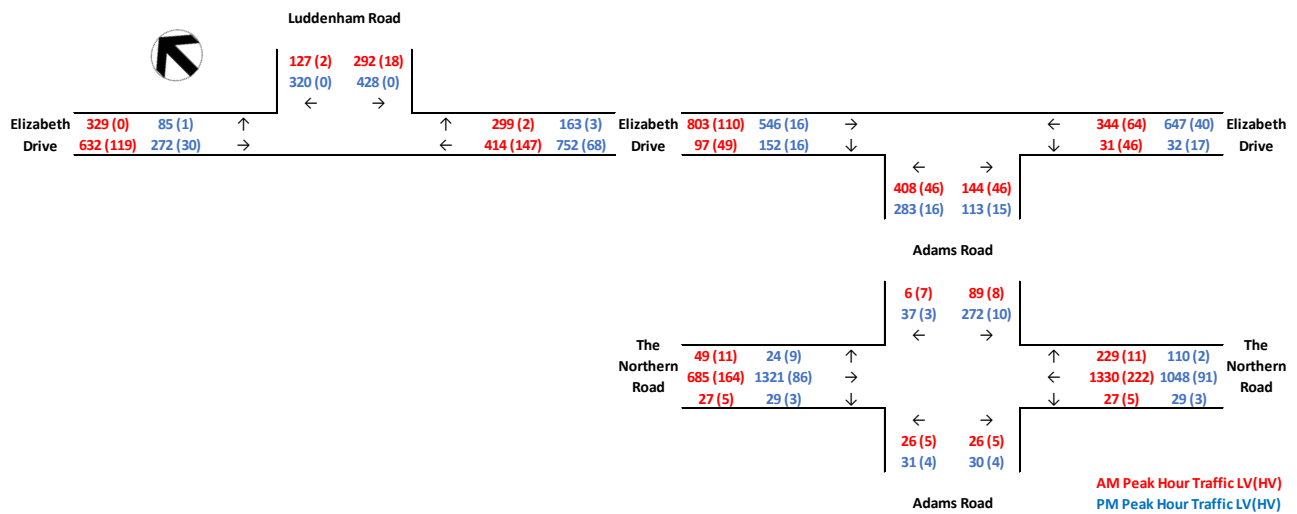 Luddenham Road
127 (2) 292 (18)
320 (0) 428 (0)
← →
Elizabeth 329 (0) 85 (1) ↑ ↑ 299 (2) 163 (3) Elizabeth 803 (110) 546 (16) → ← 344 (64) 647 (40) Elizabeth
Drive 632 (119) 272 (30) → ← 414 (147) 752 (68) Drive 97 (49) 152 (16) ↓ ↓ 31 (46) 32 (17) Drive
← →
408 (46) 144 (46)
283 (16) 113 (15)
Adams Road
6 (7) 89 (8)
37 (3) 272 (10)
← →
The 49 (11) 24 (9) ↑ ↑ 229 (11) 110 (2) The
Northern 685 (164) 1321 (86) → ← 1330 (222) 1048 (91) Northern
Road 27 (5) 29 (3) ↓ ↓ 27 (5) 29 (3) Road
← →
26 (5) 26 (5)
31 (4) 30 (4)
Adams Road
AM Peak Hour Traffic LV(HV)
PM Peak Hour Traffic LV(HV)